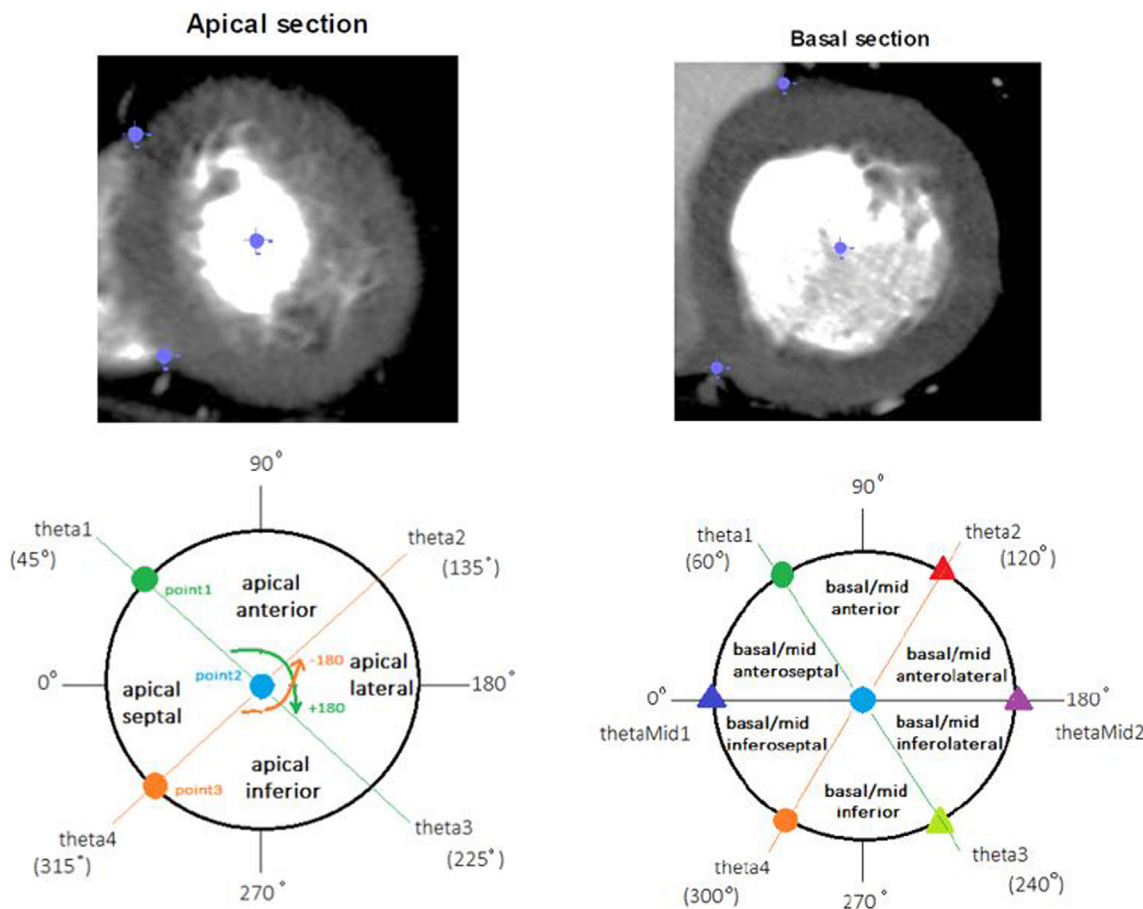 Apical section
Basal section
90°
theta1
(45°)
theta2
(135°)
point1
apical
anterior
-180
0°
apical
septal
point2
apical
lateral
180°
+180
apical
inferior
point3
theta4
(315°)
theta3
(225°)
270°
90°
theta1
(60°)
theta2
(120°)
basal/mid
anterior
basal/mid
anteroseptal
basal/mid
anterolateral
0°
thetaMid1
180°
thetaMid2
basal/mid
inferoseptal
basal/mid
inferolateral
basal/mid
inferior
theta4
(300°)
theta3
(240°)
270°